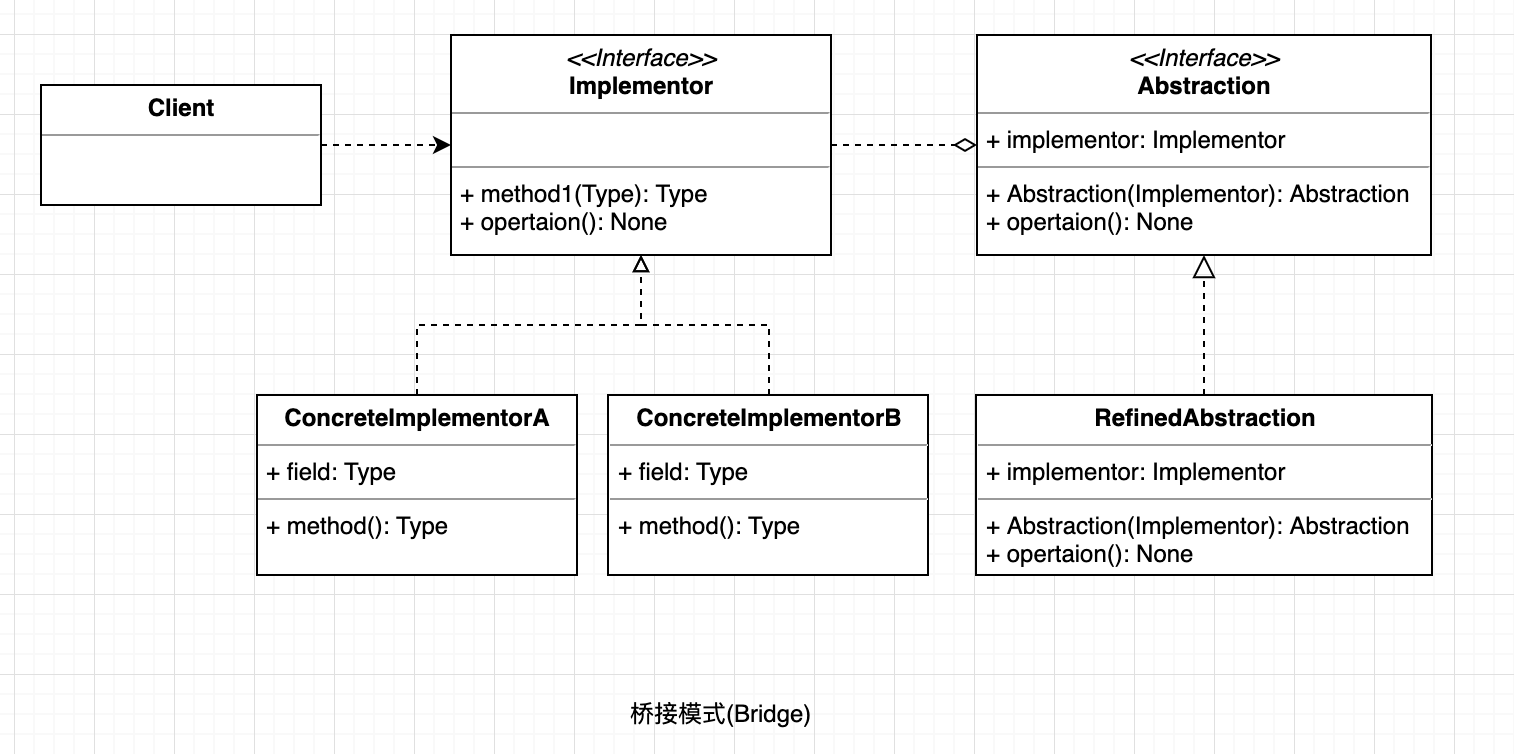 Client
<<Interface>>
Implementor
+ method1(Type): Type
+ opertaion(): None
<<Interface>>
Abstraction
+ implementor: Implementor
+ Abstraction(Implementor): Abstraction
+ opertaion(): None
ConcreteImplementorA
+ field: Type
+ method(): Type
ConcreteImplementorB
+ field: Type
+ method(): Type
RefinedAbstraction
+ implementor: Implementor
+ Abstraction(Implementor): Abstraction
+ opertaion(): None
桥接模式(Bridge)